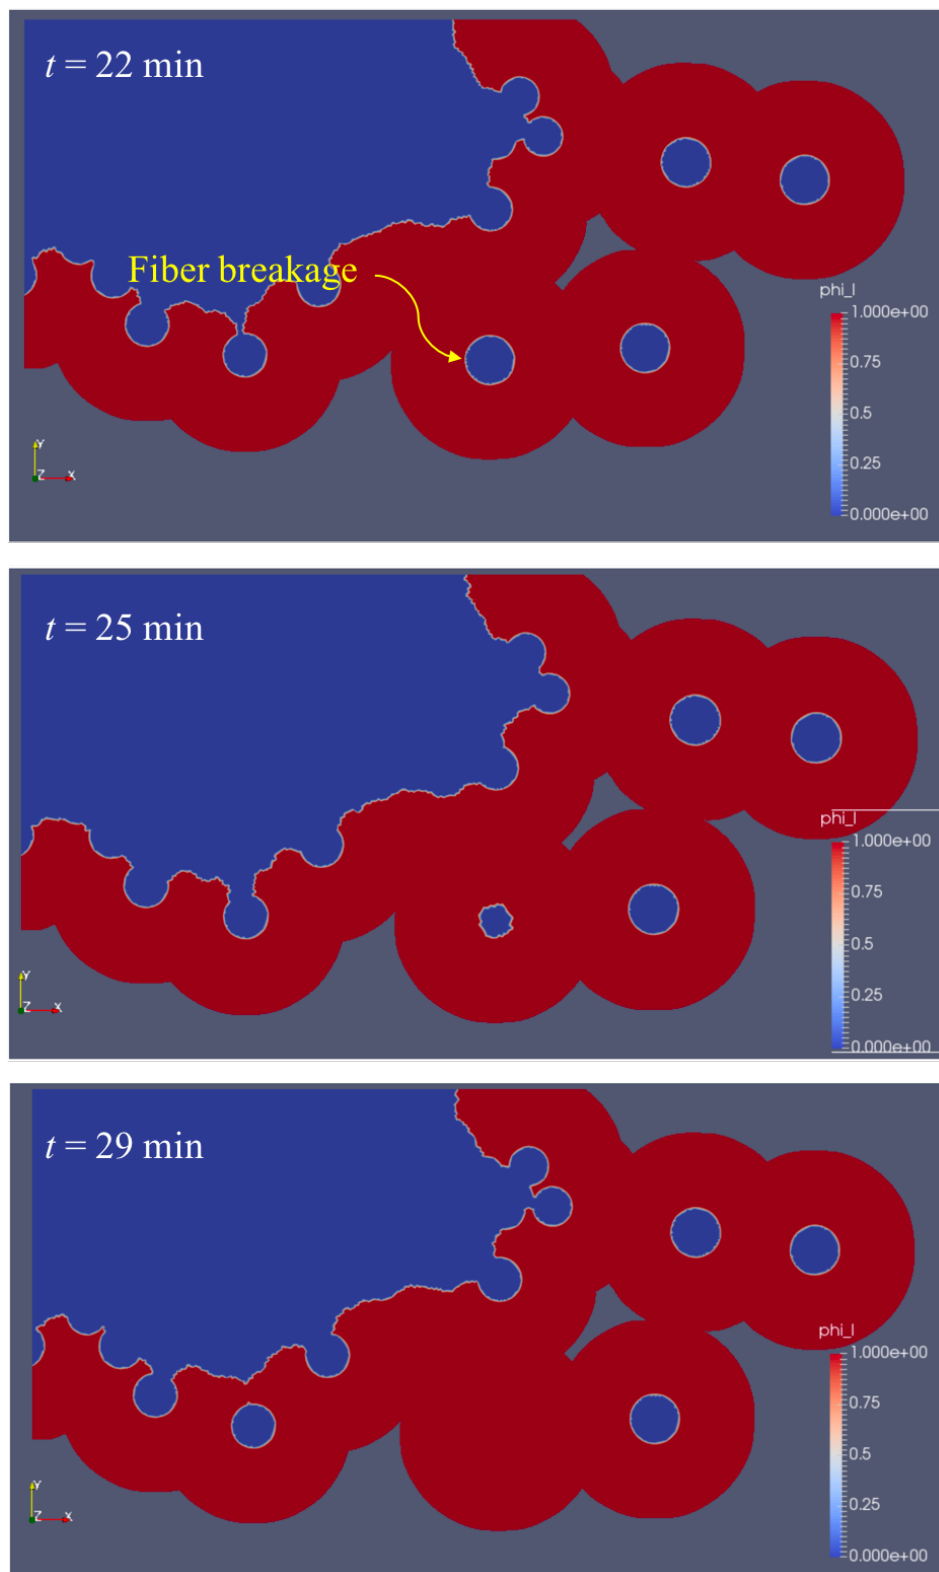 t = 22 min
Fiber breakage
phi_l
1.000e+00
0.75
0.5
0.25
0.000e+00
Y
Z X
t = 25 min
phi_l
1.000e+00
0.75
0.5
0.25
0.000e+00
Y
Z X
t = 29 min
phi_l
1.000e+00
0.75
0.5
0.25
0.000e+00
Y
Z X